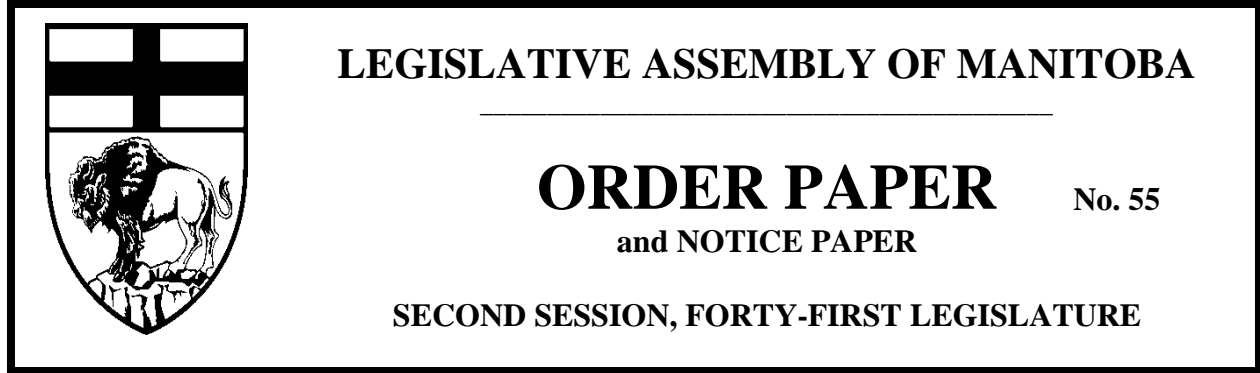 LEGISLATIVE ASSEMBLY OF MANITOBA
ORDER PAPER No. 55
and NOTICE PAPER
SECOND SESSION, FORTY-FIRST LEGISLATURE